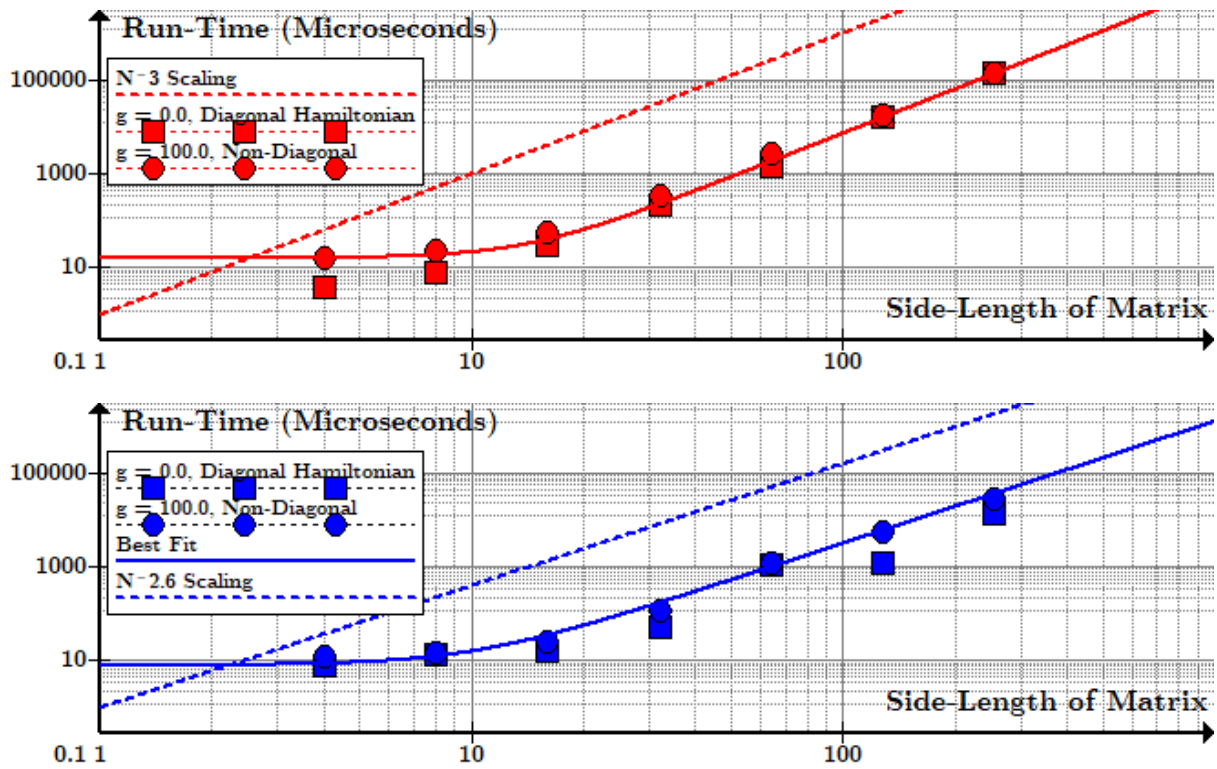 Run-Time (Microseconds)
100000
N^3 Scaling
g = 0.0, Diagonal Hamiltonian
g = 100.0, Non-Diagonal
1000
10
Side-Length of Matrix
0.1 1 10 100
Run-Time (Microseconds)
100000
g = 0.0, Diagonal Hamiltonian
g = 100.0, Non-Diagonal
Best Fit
1000
N^2.6 Scaling
10
Side-Length of Matrix
0.1 1 10 100